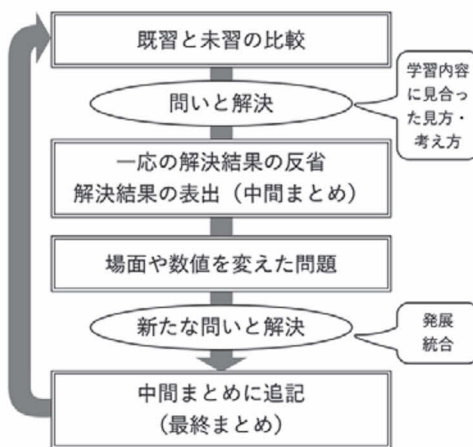 既習と未習の比較
問いと解決
学習内容
に見合っ
た見方・
考え方
一応の解決結果の反省
解決結果の表出（中間まとめ）
場面や数値を変えた問題
新たな問いと解決
発展
統合
中間まとめに追記
（最終まとめ）